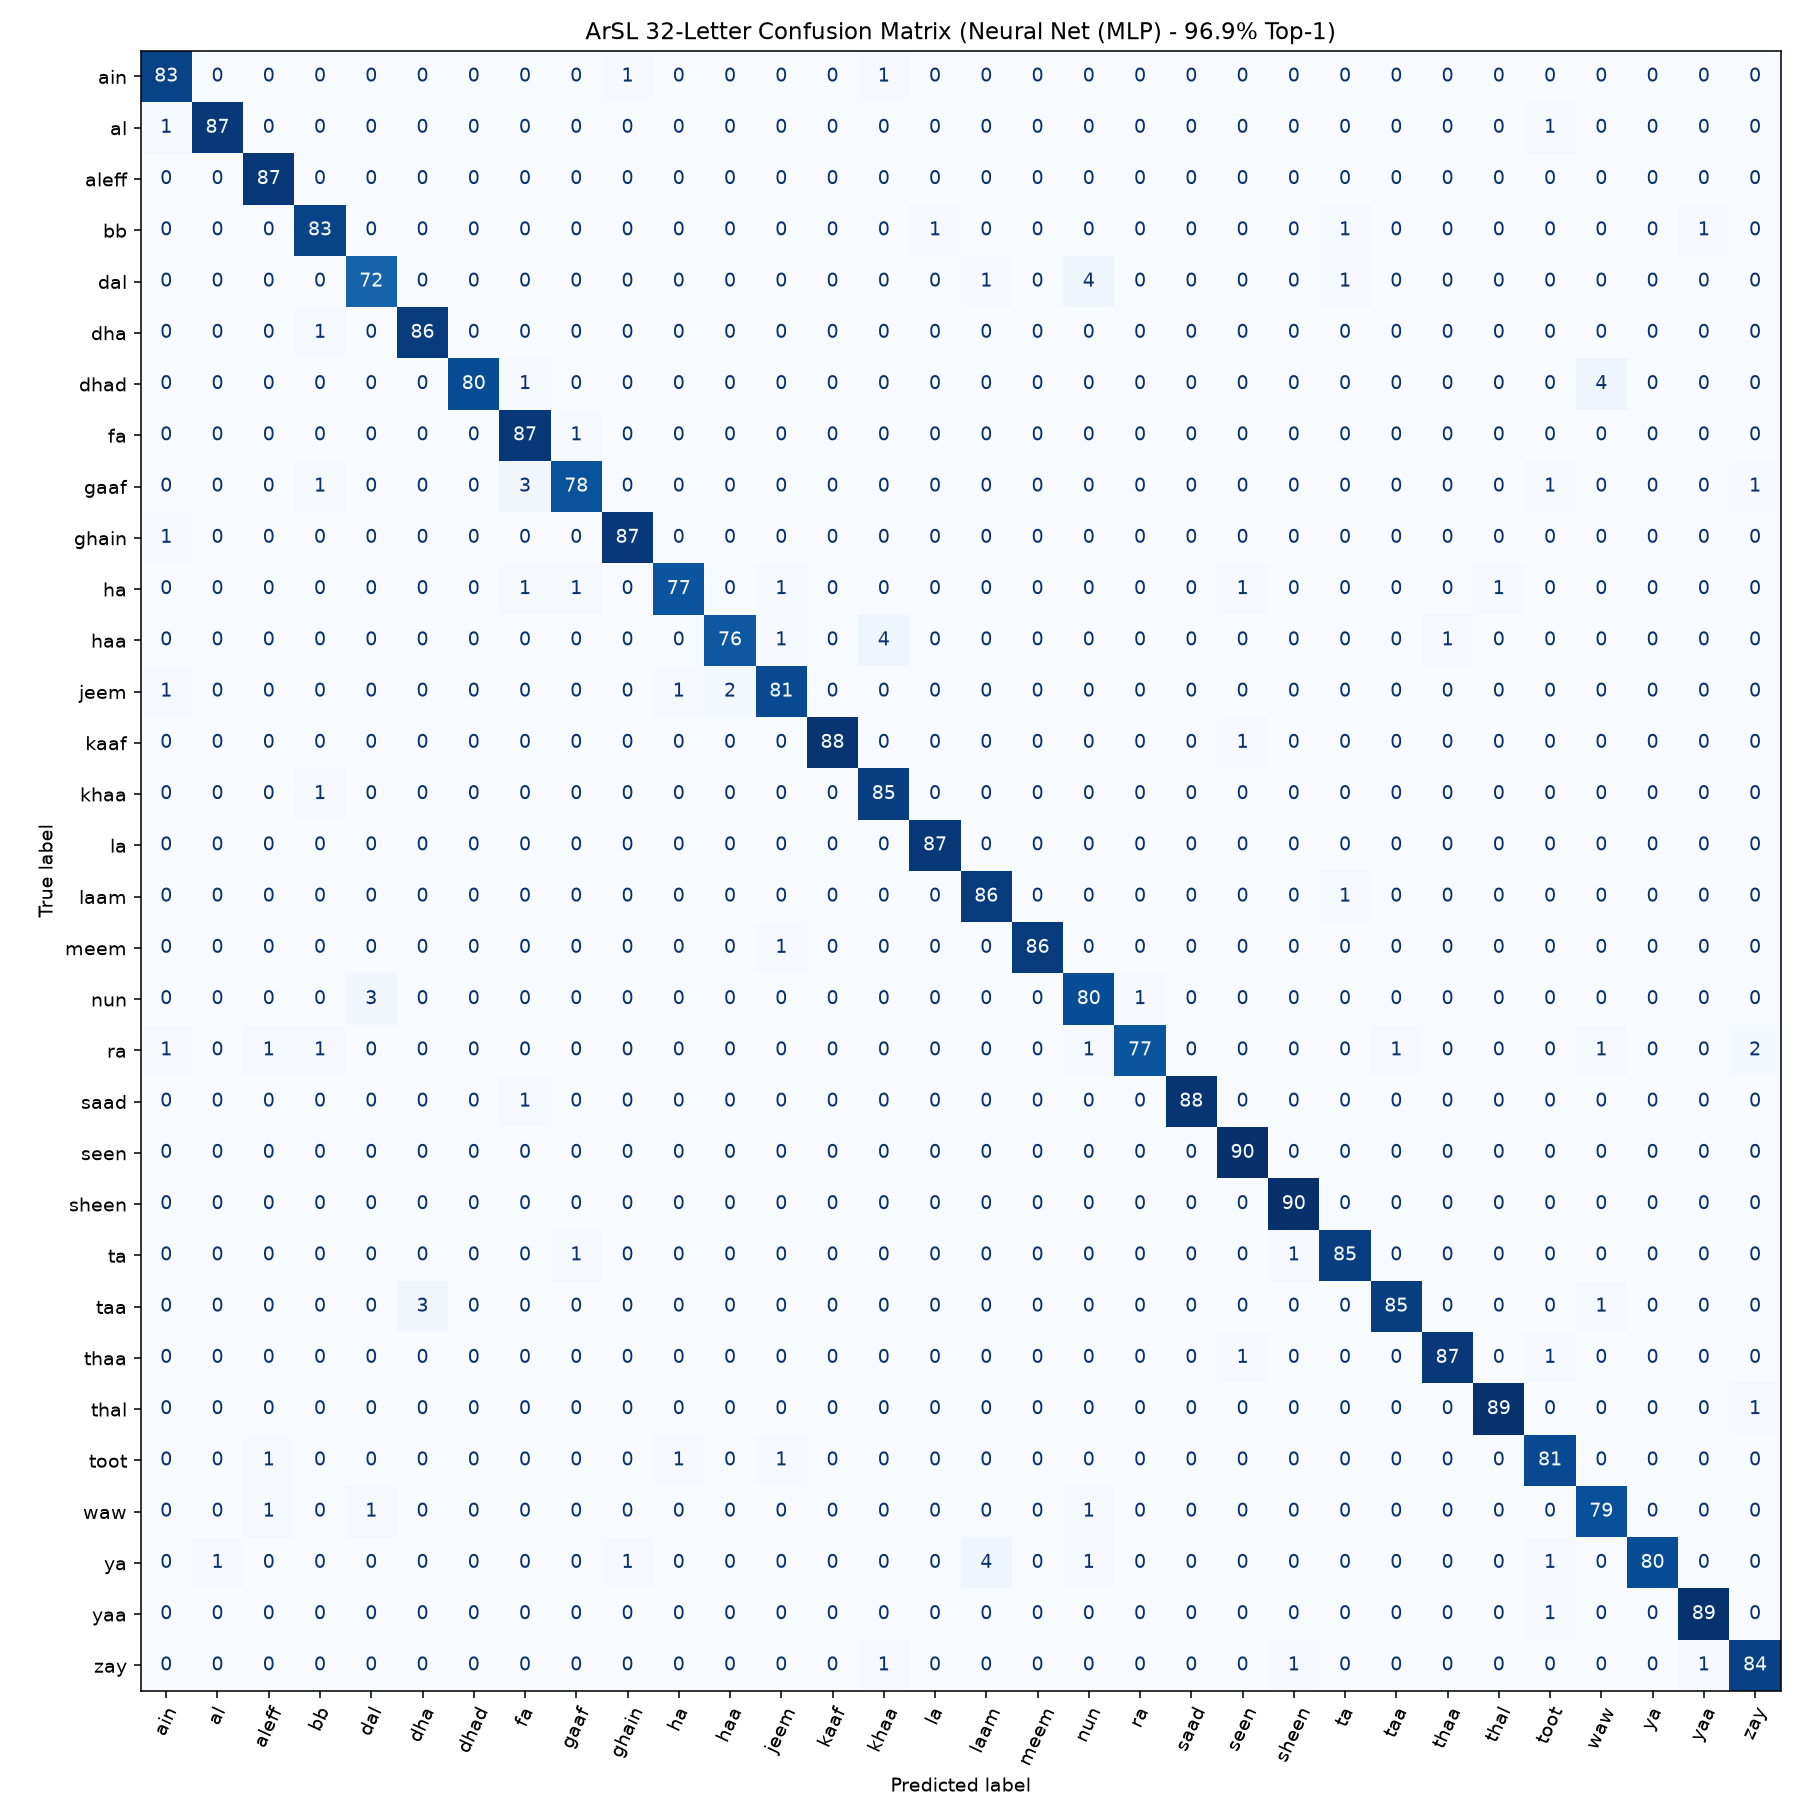 ArSL 32-Letter Confusion Matrix (Neural Net (MLP) - 96.9% Top-1)
True label
ain 83 0 0 0 0 0 0 0 0 1 0 0 0 0 1 0 0 0 0 0 0 0 0 0 0 0 0 0 0 0 0 0
al 1 87 0 0 0 0 0 0 0 0 0 0 0 0 0 0 0 0 0 0 0 0 0 0 0 0 0 1 0 0 0 0
aleff 0 0 87 0 0 0 0 0 0 0 0 0 0 0 0 0 0 0 0 0 0 0 0 0 0 0 0 0 0 0 0 0
bb 0 0 0 83 0 0 0 0 0 0 0 0 0 0 0 1 0 0 0 0 0 0 0 1 0 0 0 0 0 0 1 0
dal 0 0 0 0 72 0 0 0 0 0 0 0 0 0 0 0 1 0 4 0 0 0 0 1 0 0 0 0 0 0 0 0
dha 0 0 0 1 0 86 0 0 0 0 0 0 0 0 0 0 0 0 0 0 0 0 0 0 0 0 0 0 0 0 0 0
dhad 0 0 0 0 0 0 80 1 0 0 0 0 0 0 0 0 0 0 0 0 0 0 0 0 0 0 0 0 4 0 0 0
fa 0 0 0 0 0 0 0 87 1 0 0 0 0 0 0 0 0 0 0 0 0 0 0 0 0 0 0 0 0 0 0 0
gaaf 0 0 0 1 0 0 0 3 78 0 0 0 0 0 0 0 0 0 0 0 0 0 0 0 0 0 0 1 0 0 0 1
ghain 1 0 0 0 0 0 0 0 0 87 0 0 0 0 0 0 0 0 0 0 0 0 0 0 0 0 0 0 0 0 0 0
ha 0 0 0 0 0 0 0 1 1 0 77 0 1 0 0 0 0 0 0 0 0 1 0 0 0 0 1 0 0 0 0 0
haa 0 0 0 0 0 0 0 0 0 0 0 76 1 0 4 0 0 0 0 0 0 0 0 0 0 1 0 0 0 0 0 0
jeem 1 0 0 0 0 0 0 0 0 0 1 2 81 0 0 0 0 0 0 0 0 0 0 0 0 0 0 0 0 0 0 0
kaaf 0 0 0 0 0 0 0 0 0 0 0 0 0 88 0 0 0 0 0 0 0 1 0 0 0 0 0 0 0 0 0 0
khaa 0 0 0 1 0 0 0 0 0 0 0 0 0 0 85 0 0 0 0 0 0 0 0 0 0 0 0 0 0 0 0 0
la 0 0 0 0 0 0 0 0 0 0 0 0 0 0 0 87 0 0 0 0 0 0 0 0 0 0 0 0 0 0 0 0
laam 0 0 0 0 0 0 0 0 0 0 0 0 0 0 0 0 86 0 0 0 0 0 0 1 0 0 0 0 0 0 0 0
meem 0 0 0 0 0 0 0 0 0 0 0 0 1 0 0 0 0 86 0 0 0 0 0 0 0 0 0 0 0 0 0 0
nun 0 0 0 0 3 0 0 0 0 0 0 0 0 0 0 0 0 0 80 1 0 0 0 0 0 0 0 0 0 0 0 0
ra 1 0 1 1 0 0 0 0 0 0 0 0 0 0 0 0 0 0 1 77 0 0 0 0 1 0 0 0 1 0 0 2
saad 0 0 0 0 0 0 0 1 0 0 0 0 0 0 0 0 0 0 0 0 88 0 0 0 0 0 0 0 0 0 0 0
seen 0 0 0 0 0 0 0 0 0 0 0 0 0 0 0 0 0 0 0 0 0 90 0 0 0 0 0 0 0 0 0 0
sheen 0 0 0 0 0 0 0 0 0 0 0 0 0 0 0 0 0 0 0 0 0 0 90 0 0 0 0 0 0 0 0 0
ta 0 0 0 0 0 0 0 0 1 0 0 0 0 0 0 0 0 0 0 0 0 0 1 85 0 0 0 0 0 0 0 0
taa 0 0 0 0 0 3 0 0 0 0 0 0 0 0 0 0 0 0 0 0 0 0 0 0 85 0 0 0 1 0 0 0
thaa 0 0 0 0 0 0 0 0 0 0 0 0 0 0 0 0 0 0 0 0 0 1 0 0 0 87 0 1 0 0 0 0
thal 0 0 0 0 0 0 0 0 0 0 0 0 0 0 0 0 0 0 0 0 0 0 0 0 0 0 89 0 0 0 0 1
toot 0 0 1 0 0 0 0 0 0 0 1 0 1 0 0 0 0 0 0 0 0 0 0 0 0 0 0 81 0 0 0 0
waw 0 0 1 0 1 0 0 0 0 0 0 0 0 0 0 0 0 0 1 0 0 0 0 0 0 0 0 0 79 0 0 0
ya 0 1 0 0 0 0 0 0 0 1 0 0 0 0 0 0 4 0 1 0 0 0 0 0 0 0 0 1 0 80 0 0
yaa 0 0 0 0 0 0 0 0 0 0 0 0 0 0 0 0 0 0 0 0 0 0 0 0 0 0 0 1 0 0 89 0
zay 0 0 0 0 0 0 0 0 0 0 0 0 0 0 1 0 0 0 0 0 0 0 1 0 0 0 0 0 0 0 1 84
ain al aleff bb dal dha dhad fa gaaf ghain ha haa jeem kaaf khaa la laam meem nun ra saad seen sheen ta taa thaa thal toot waw ya yaa zay
Predicted label